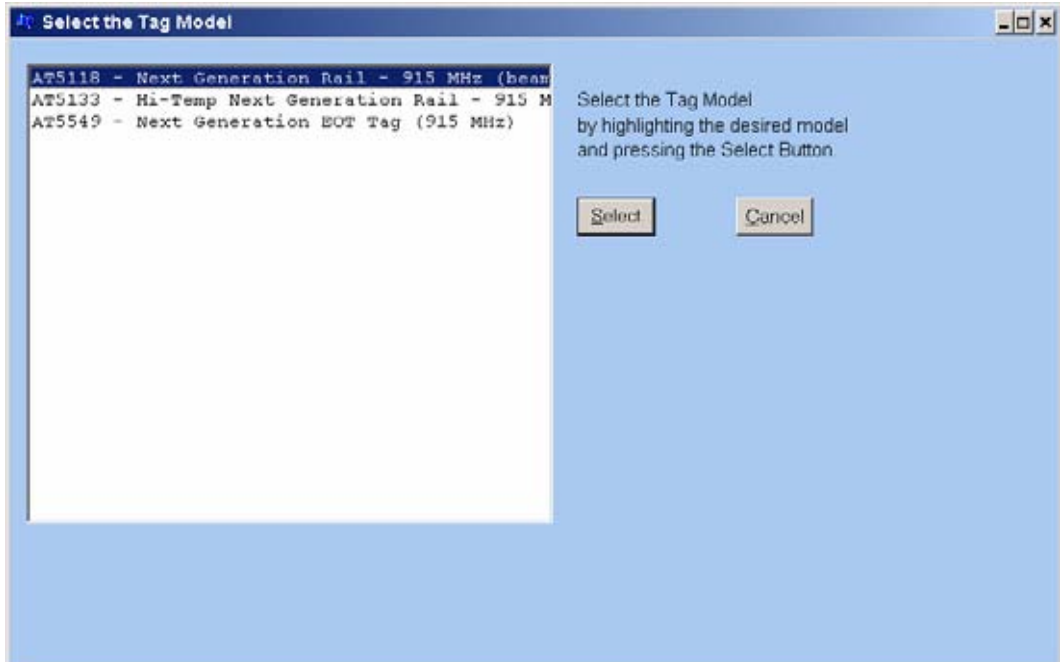 Select the Tag Model
AT5118 - Next Generation Rail - 915 MHz (beam
AT5133 - Hi-Temp Next Generation Rail - 915 M
AT5549 - Next Generation EOT Tag (915 MHz)
Select the Tag Model
by highlighting the desired model
and pressing the Select Button.
Select
Cancel